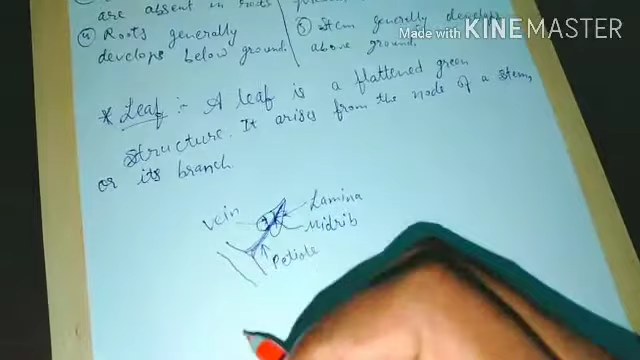 are absent in roots
④ Roots generally
develops below ground.
⑤ Stem generally develops
above ground.
Made with KINEMASTER
* Leaf :- A leaf is a flattened green
structure. It arises from the node of a stem,
or its branch.
Vein
Lamina
Midrib
Petiole